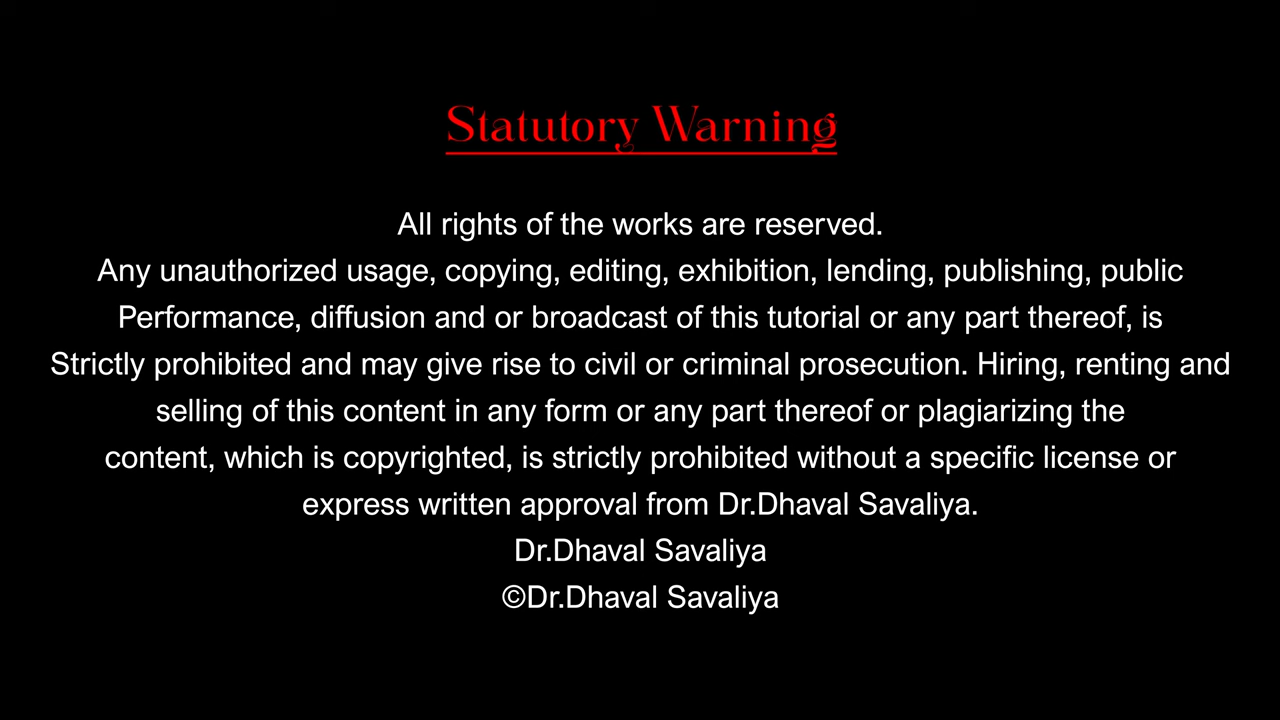 Statutory Warning
All rights of the works are reserved.
Any unauthorized usage, copying, editing, exhibition, lending, publishing, public
Performance, diffusion and or broadcast of this tutorial or any part thereof, is
Strictly prohibited and may give rise to civil or criminal prosecution. Hiring, renting and
selling of this content in any form or any part thereof or plagiarizing the
content, which is copyrighted, is strictly prohibited without a specific license or
express written approval from Dr.Dhaval Savaliya.
Dr.Dhaval Savaliya
©Dr.Dhaval Savaliya